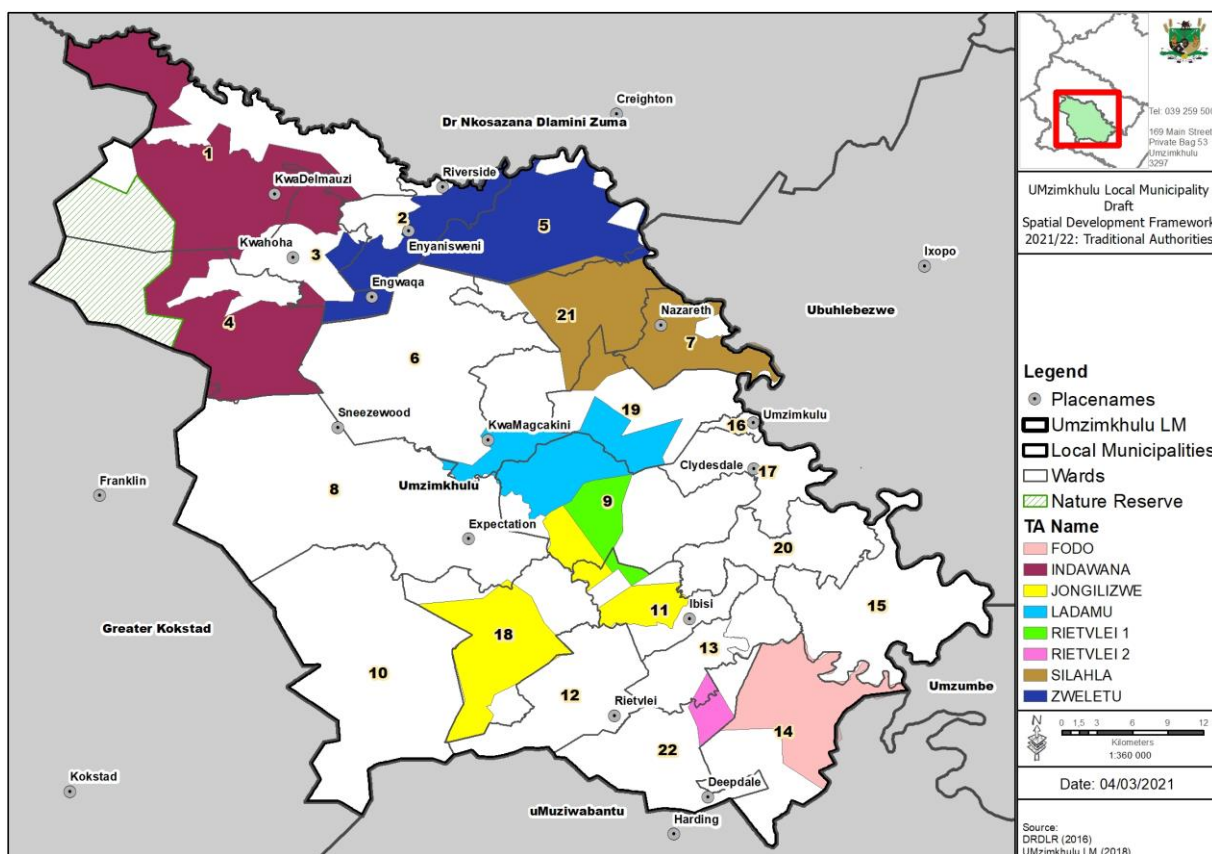 Creighton
Dr Nkosazana Dlamini Zuma
1
KwaDelmauzi
Riverside
2
5
Enyanisweni
Kwahoha
3
Ixopo
Engwaqa
4
21
Nazareth
Ubuhlebezwe
7
6
Sneezewood
19
16
Umzimkulu
KwaMagcakini
Clydesdale
17
Franklin
8
Umzimkhulu
9
Expectation
20
11
Ibisi
15
Greater Kokstad
18
10
13
12
Rietvlei
Umzumbe
14
22
Kokstad
Deepdale
uMuziwabantu
Harding
Tel: 039 259 500
169 Main Street
Private Bag 53
Umzimkhulu
3297
UMzimkhulu Local Municipality
Draft
Spatial Development Framework
2021/22: Traditional Authorities
Legend
Placenames
Umzimkhulu LM
Local Municipalities
Wards
Nature Reserve
TA Name
FODO
INDAWANA
JONGILIZWE
LADAMU
RIETVLEI 1
RIETVLEI 2
SILAHLA
ZWELETU
N
0 1,5 3 6 9 12
Kilometers
1:360 000
Date: 04/03/2021
Source:
DRDLR (2016)
UMzimkhulu LM (2018)